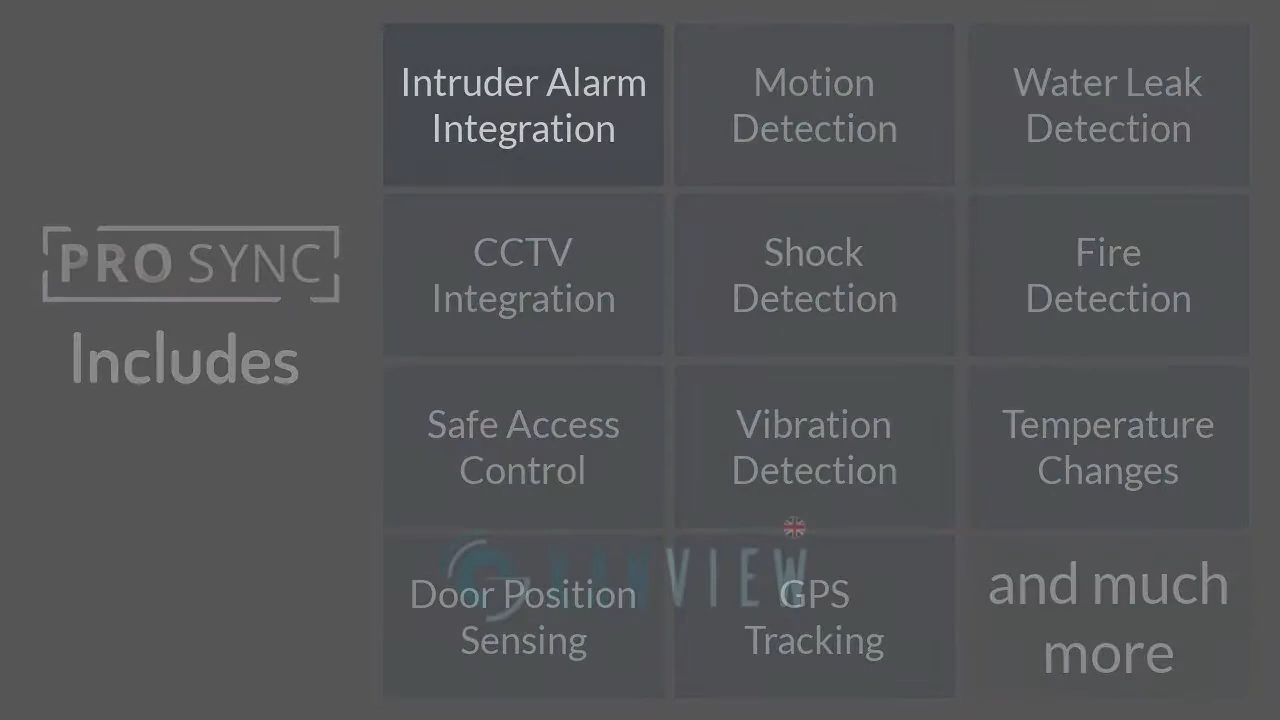 PRO SYNC
Includes
Intruder Alarm
Integration
Motion
Detection
Water Leak
Detection
CCTV
Integration
Shock
Detection
Fire
Detection
Safe Access
Control
Vibration
Detection
Temperature
Changes
Door Position
Sensing
GPS
Tracking
and much
more